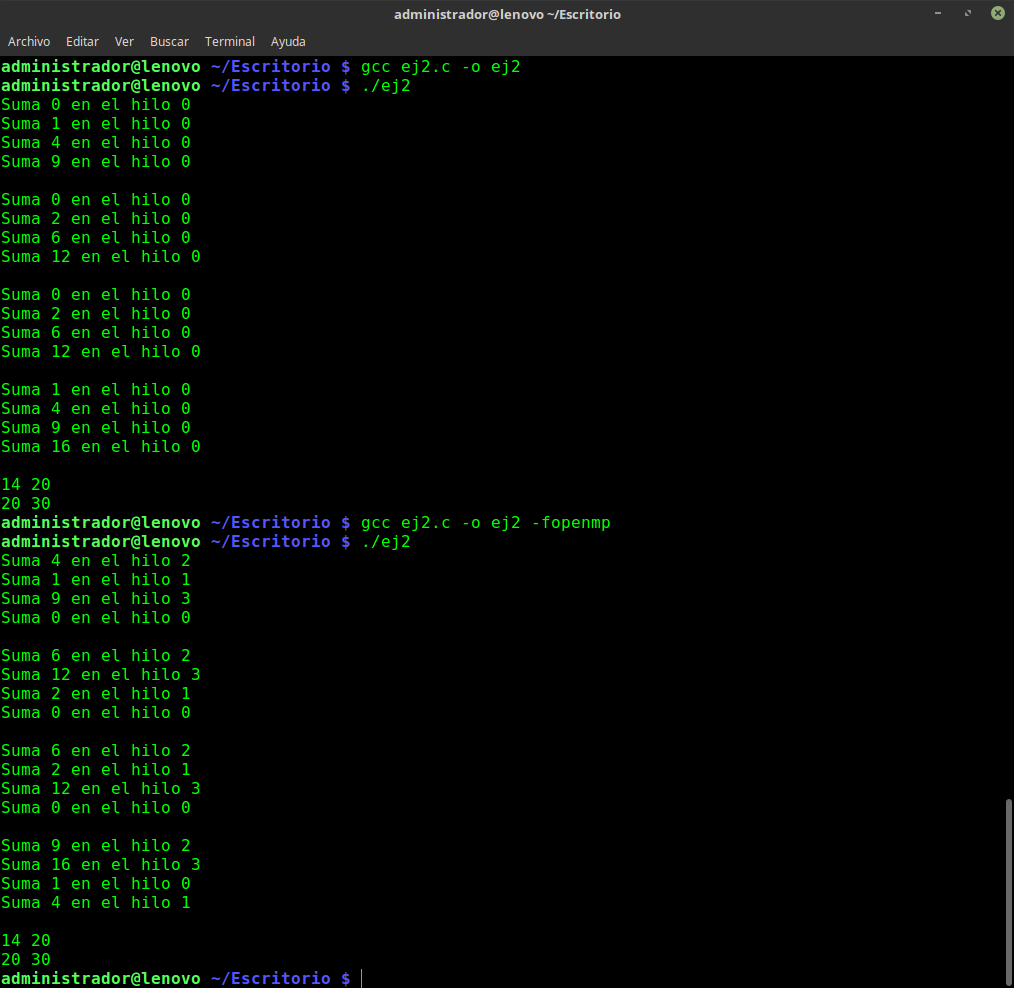 administrador@lenovo ~/Escritorio
Archivo Editar Ver Buscar Terminal Ayuda
administrador@lenovo ~/Escritorio $ gcc ej2.c -o ej2
administrador@lenovo ~/Escritorio $ ./ej2
Suma 0 en el hilo 0
Suma 1 en el hilo 0
Suma 4 en el hilo 0
Suma 9 en el hilo 0

Suma 0 en el hilo 0
Suma 2 en el hilo 0
Suma 6 en el hilo 0
Suma 12 en el hilo 0

Suma 0 en el hilo 0
Suma 2 en el hilo 0
Suma 6 en el hilo 0
Suma 12 en el hilo 0

Suma 1 en el hilo 0
Suma 4 en el hilo 0
Suma 9 en el hilo 0
Suma 16 en el hilo 0

14 20
20 30
administrador@lenovo ~/Escritorio $ gcc ej2.c -o ej2 -fopenmp
administrador@lenovo ~/Escritorio $ ./ej2
Suma 4 en el hilo 2
Suma 1 en el hilo 1
Suma 9 en el hilo 3
Suma 0 en el hilo 0

Suma 6 en el hilo 2
Suma 12 en el hilo 3
Suma 2 en el hilo 1
Suma 0 en el hilo 0

Suma 6 en el hilo 2
Suma 2 en el hilo 1
Suma 12 en el hilo 3
Suma 0 en el hilo 0

Suma 9 en el hilo 2
Suma 16 en el hilo 3
Suma 1 en el hilo 0
Suma 4 en el hilo 1

14 20
20 30
administrador@lenovo ~/Escritorio $